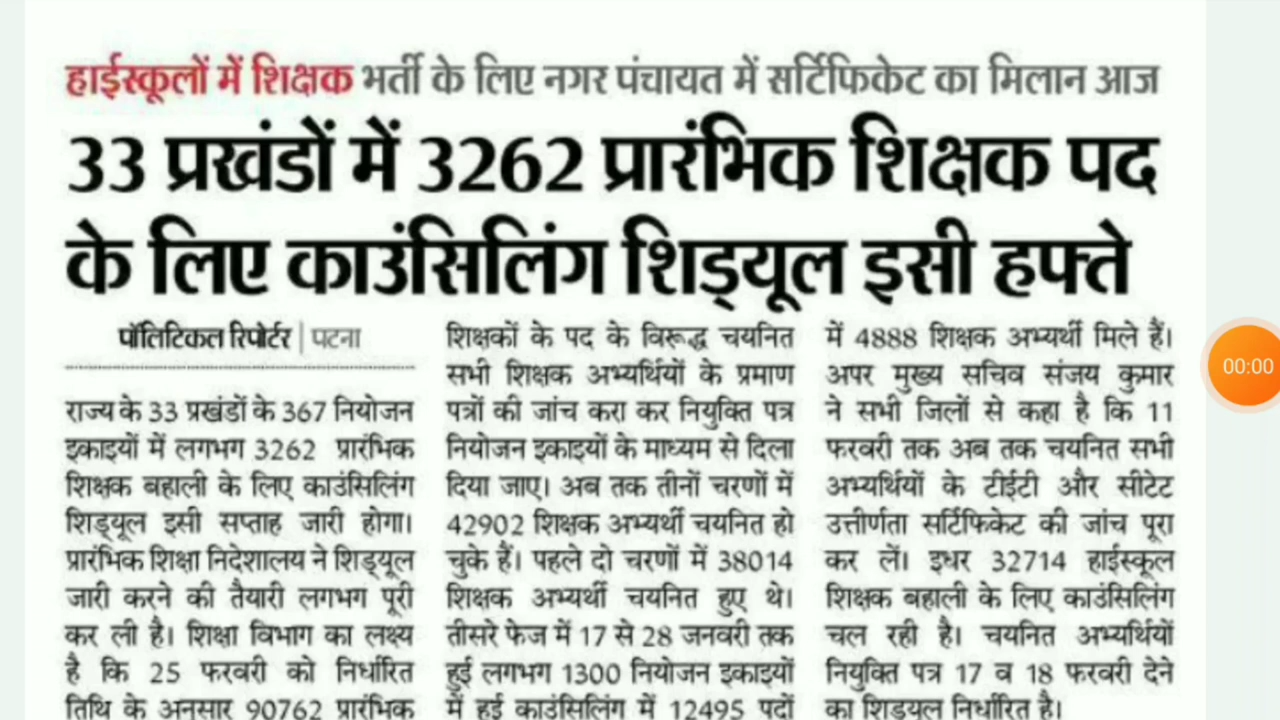 हाईस्कूलों में शिक्षक भर्ती के लिए नगर पंचायत में सर्टिफिकेट का मिलान आज
33 प्रखंडों में 3262 प्रारंभिक शिक्षक पद
के लिए काउंसिलिंग शिड्यूल इसी हफ्ते
पॉलिटिकल रिपोर्टर | पटना
राज्य के 33 प्रखंडों के 367 नियोजन
इकाइयों में लगभग 3262 प्रारंभिक
शिक्षक बहाली के लिए काउंसिलिंग
शिड्यूल इसी सप्ताह जारी होगा।
प्रारंभिक शिक्षा निदेशालय ने शिड्यूल
जारी करने की तैयारी लगभग पूरी
कर ली है। शिक्षा विभाग का लक्ष्य
है कि 25 फरवरी को निर्धारित
तिथि के अनुसार 90762 प्रारंभिक
शिक्षकों के पद के विरूद्ध चयनित
सभी शिक्षक अभ्यर्थियों के प्रमाण
पत्रों की जांच करा कर नियुक्ति पत्र
नियोजन इकाइयों के माध्यम से दिला
दिया जाए। अब तक तीनों चरणों में
42902 शिक्षक अभ्यर्थी चयनित हो
चुके हैं। पहले दो चरणों में 38014
शिक्षक अभ्यर्थी चयनित हुए थे।
तीसरे फेज में 17 से 28 जनवरी तक
हुई लगभग 1300 नियोजन इकाइयों
में हुई काउंसिलिंग में 12495 पदों
में 4888 शिक्षक अभ्यर्थी मिले हैं।
अपर मुख्य सचिव संजय कुमार
ने सभी जिलों से कहा है कि 11
फरवरी तक अब तक चयनित सभी
अभ्यर्थियों के टीईटी और सीटेट
उत्तीर्णता सर्टिफिकेट की जांच पूरा
कर लें। इधर 32714 हाईस्कूल
शिक्षक बहाली के लिए काउंसिलिंग
चल रही है। चयनित अभ्यर्थियों
नियुक्ति पत्र 17 व 18 फरवरी देने
का शिड्यूल निर्धारित है।
00:00